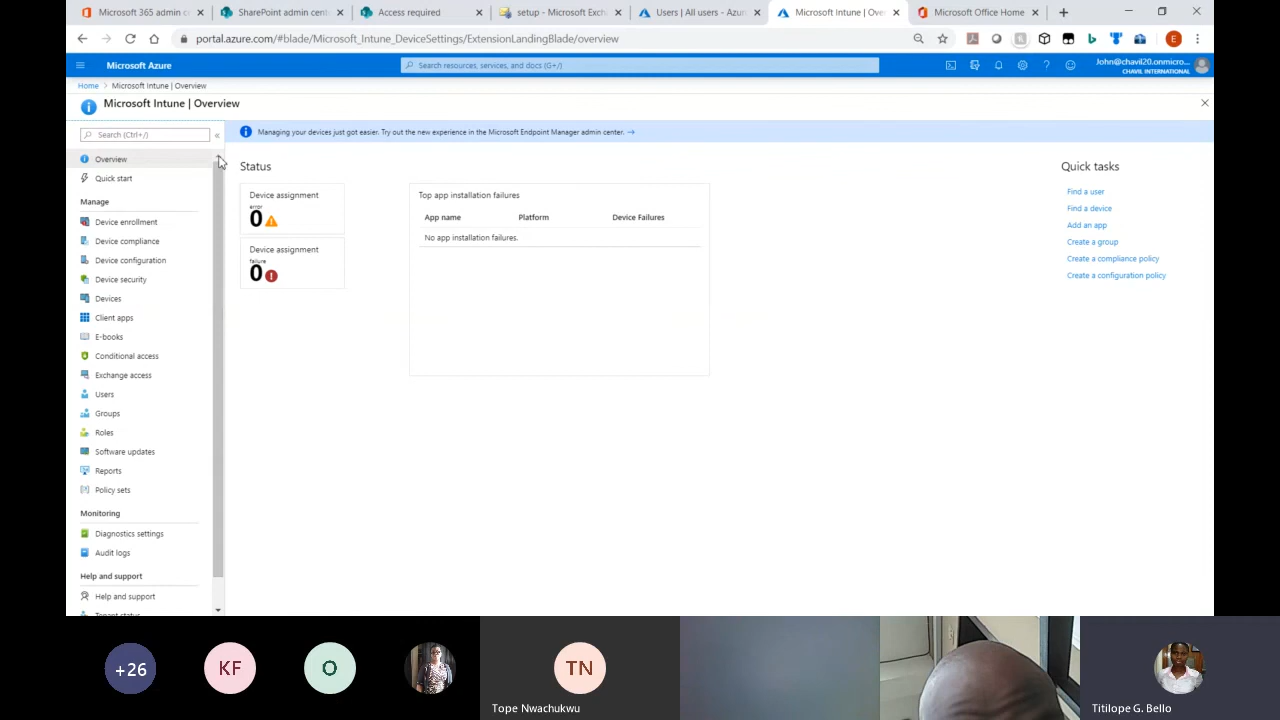 Microsoft 365 admin c
SharePoint admin cent
Access required
setup - Microsoft Exch
Users | All users - Azur
Microsoft Intune | Ove
Microsoft Office Home
portal.azure.com/#blade/Microsoft_Intune_DeviceSettings/ExtensionLandingBlade/overview
E
Microsoft Azure
Search resources, services, and docs (G+/)
John@chavil20.onmicro...
CHAVIL INTERNATIONAL
Home > Microsoft Intune | Overview
Microsoft Intune | Overview
Search (Ctrl+/)
«
Managing your devices just got easier. Try out the new experience in the Microsoft Endpoint Manager admin center. →
Overview
Quick start
Manage
Device enrollment
Device compliance
Device configuration
Device security
Devices
Client apps
E-books
Conditional access
Exchange access
Users
Groups
Roles
Software updates
Reports
Policy sets
Monitoring
Diagnostics settings
Audit logs
Help and support
Help and support
Tenant status
Status
Device assignment
error
0
Device assignment
failure
0
Top app installation failures
App name Platform Device Failures
No app installation failures.
Quick tasks
Find a user
Find a device
Add an app
Create a group
Create a compliance policy
Create a configuration policy
+26
KF
O
TN
Tope Nwachukwu
Titilope G. Bello